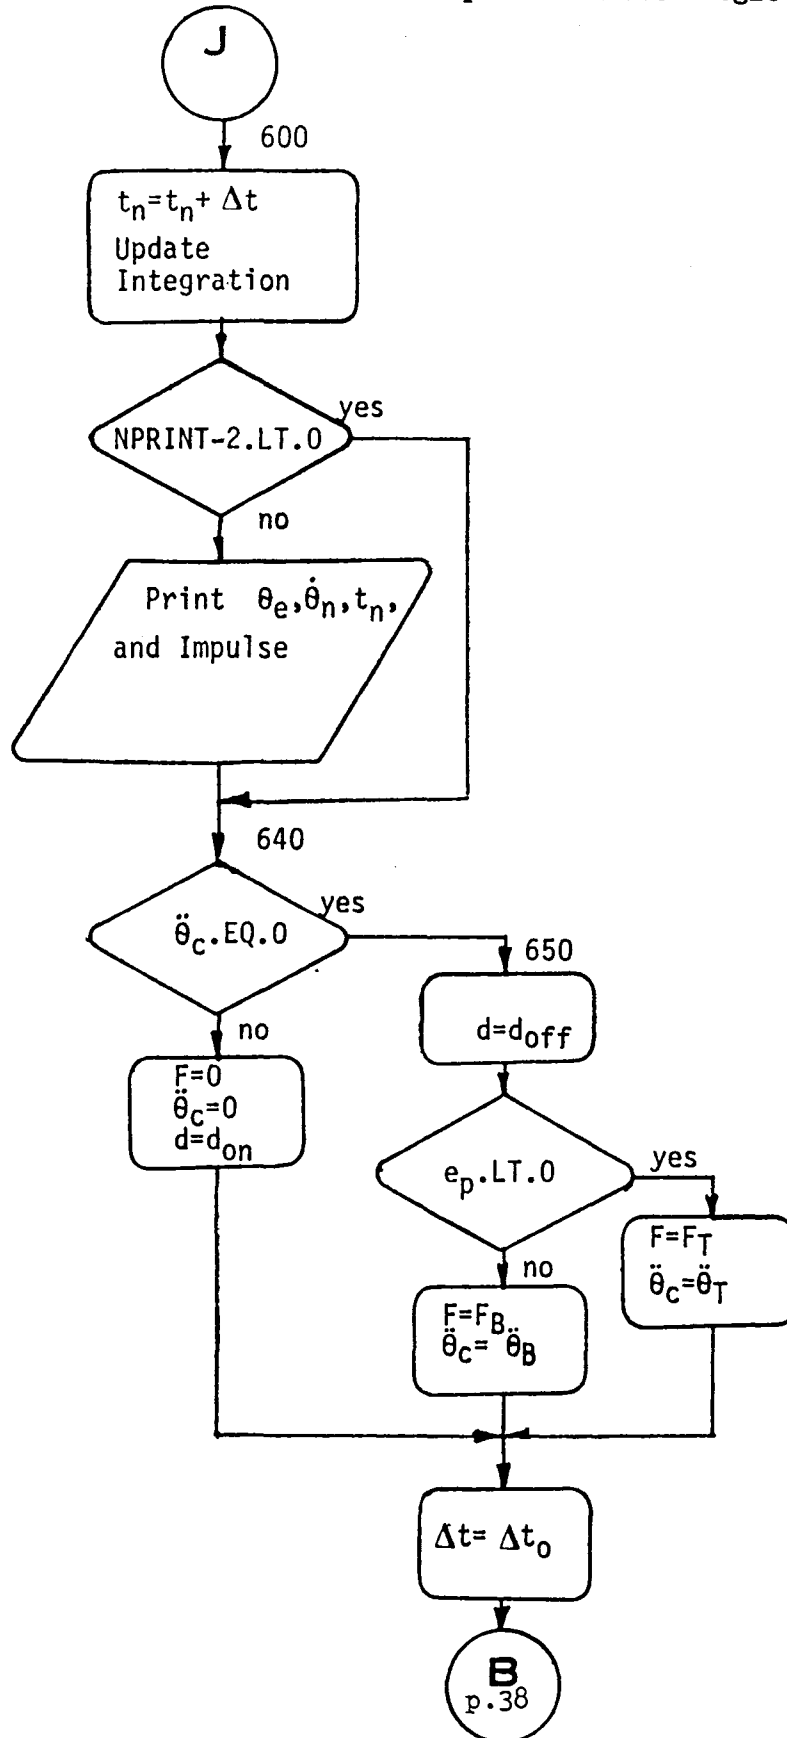 J
600
tₙ=tₙ+ Δt
Update
Integration
yes
NPRINT-2.LT.0
no
Print θₑ,θ̇ₙ,tₙ,
and Impulse
640
yes
θ̈c.EQ.0
650
no
d=doff
F=0
θ̈c=0
d=don
yes
eₚ.LT.0
F=FT
θ̈c=θ̈T
no
F=FB
θ̈c= θ̈B
Δt= Δt₀
B
p.38